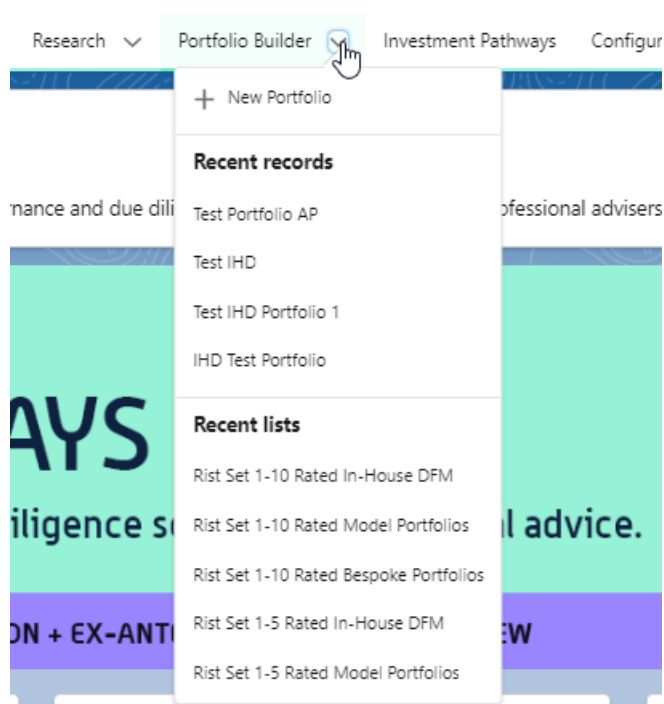 Research
Portfolio Builder
Investment Pathways
Configur
New Portfolio
Recent records
rnance and due dili
ofessional advisers
Test Portfolio AP
Test IHD
Test IHD Portfolio 1
IHD Test Portfolio
AYS
Recent lists
Rist Set 1-10 Rated In-House DFM
iligence s
l advice.
Rist Set 1-10 Rated Model Portfolios
Rist Set 1-10 Rated Bespoke Portfolios
ON + EX-ANT
EW
Rist Set 1-5 Rated In-House DFM
Rist Set 1-5 Rated Model Portfolios